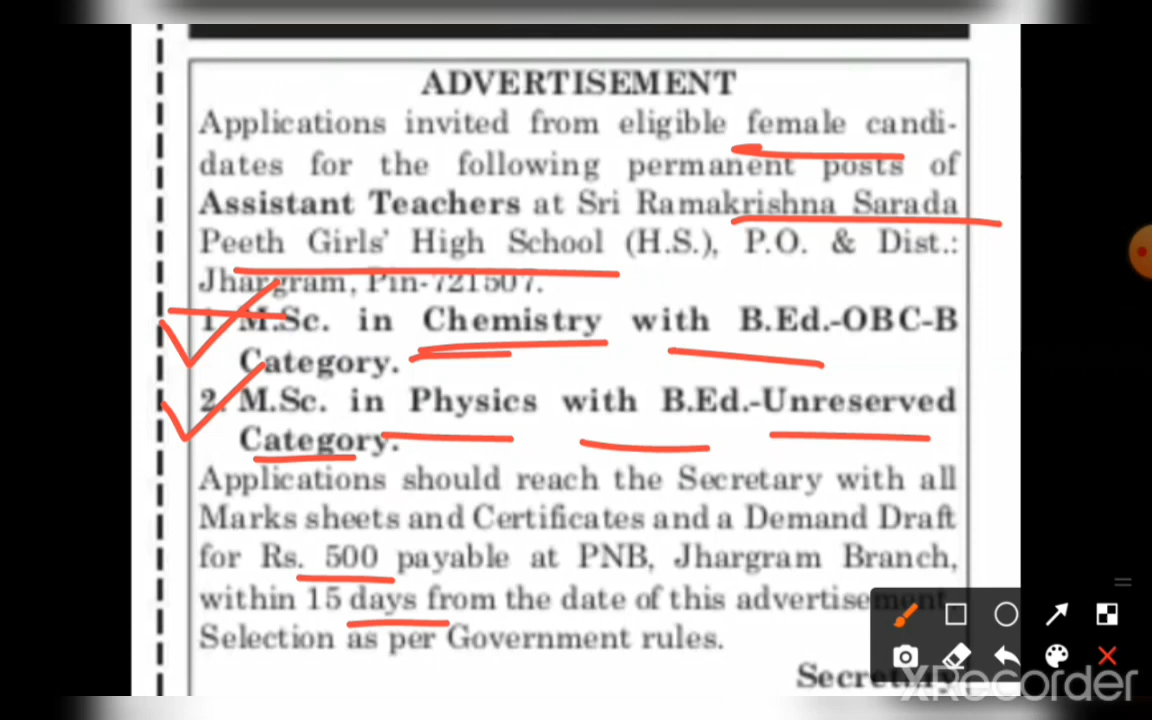 ADVERTISEMENT
Applications invited from eligible female candi-
dates for the following permanent posts of
Assistant Teachers at Sri Ramakrishna Sarada
Peeth Girls' High School (H.S.), P.O. & Dist.:
Jhargram, Pin-721507.
1 M.Sc. in Chemistry with B.Ed.-OBC-B
Category.
2. M.Sc. in Physics with B.Ed.-Unreserved
Category.
Applications should reach the Secretary with all
Marks sheets and Certificates and a Demand Draft
for Rs. 500 payable at PNB, Jhargram Branch,
within 15 days from the date of this advertisement
Selection as per Government rules.
Secretary
XRecorder